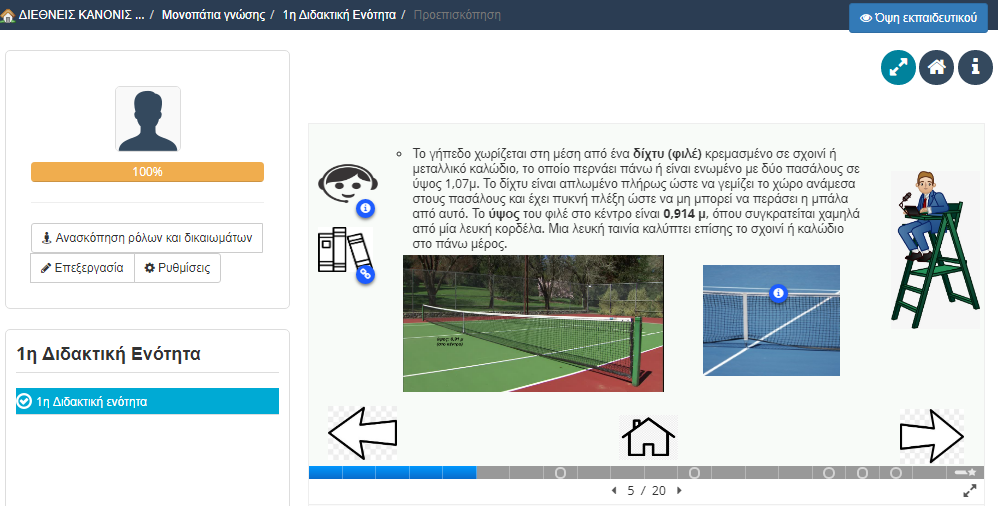 ΔΙΕΘΝΕΙΣ ΚΑΝΟΝΙΣ ... / Μονοπάτια γνώσης / 1η Διδακτική Ενότητα / Προεπισκόπηση
Όψη εκπαιδευτικού
100%
Ανασκόπηση ρόλων και δικαιωμάτων
Επεξεργασία
Ρυθμίσεις
1η Διδακτική Ενότητα
1η Διδακτική ενότητα
Το γήπεδο χωρίζεται στη μέση από ένα δίχτυ (φιλέ) κρεμασμένο σε σχοινί ή
μεταλλικό καλώδιο, το οποίο περνάει πάνω ή είναι ενωμένο με δύο πασάλους σε
ύψος 1,07μ. Το δίχτυ είναι απλωμένο πλήρως ώστε να γεμίζει το χώρο ανάμεσα
στους πασάλους και έχει πυκνή πλέξη ώστε να μη μπορεί να περάσει η μπάλα
από αυτό. Το ύψος του φιλέ στο κέντρο είναι 0,914 μ, όπου συγκρατείται χαμηλά
από μία λευκή κορδέλα. Μια λευκή ταινία καλύπτει επίσης το σχοινί ή καλώδιο
στο πάνω μέρος.
5 / 20